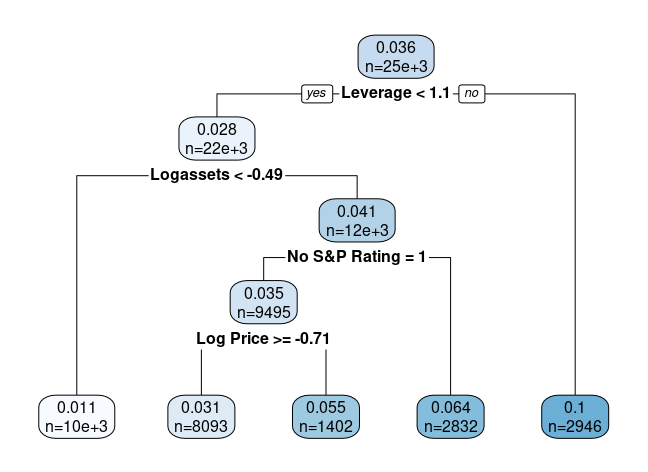 0.036
n=25e+3
yes Leverage < 1.1 no
0.028
n=22e+3
Logassets < -0.49
0.041
n=12e+3
No S&P Rating = 1
0.035
n=9495
Log Price >= -0.71
0.011
n=10e+3
0.031
n=8093
0.055
n=1402
0.064
n=2832
0.1
n=2946